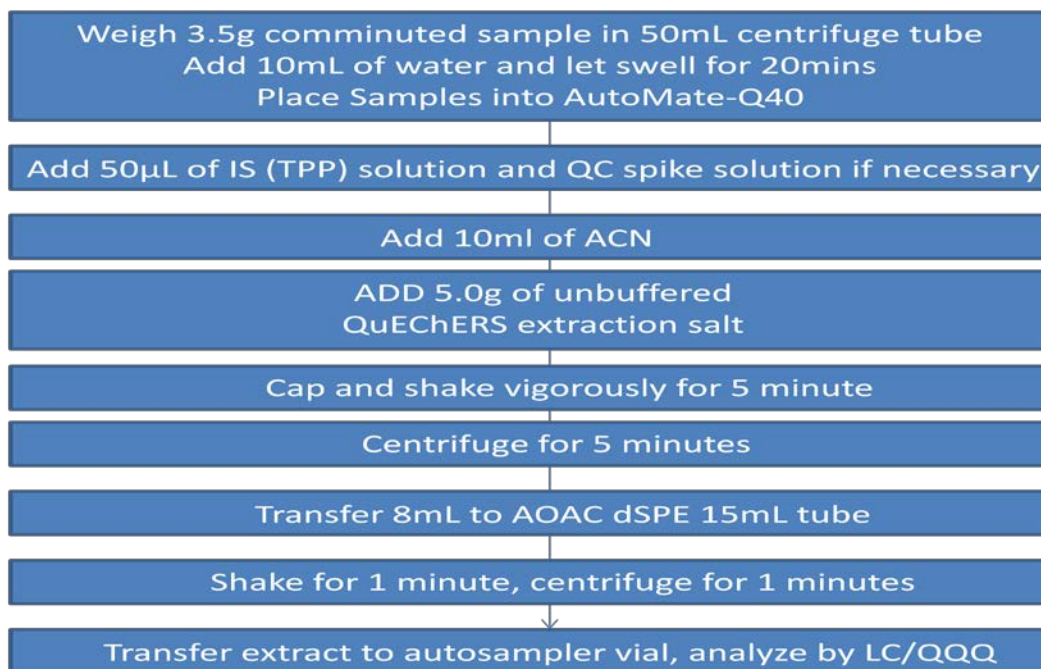 Weigh 3.5g comminuted sample in 50mL centrifuge tube
Add 10mL of water and let swell for 20mins
Place Samples into AutoMate-Q40
Add 50µL of IS (TPP) solution and QC spike solution if necessary
Add 10ml of ACN
ADD 5.0g of unbuffered
QuEChERS extraction salt
Cap and shake vigorously for 5 minute
Centrifuge for 5 minutes
Transfer 8mL to AOAC dSPE 15mL tube
Shake for 1 minute, centrifuge for 1 minutes
Transfer extract to autosampler vial, analyze by LC/QQQ